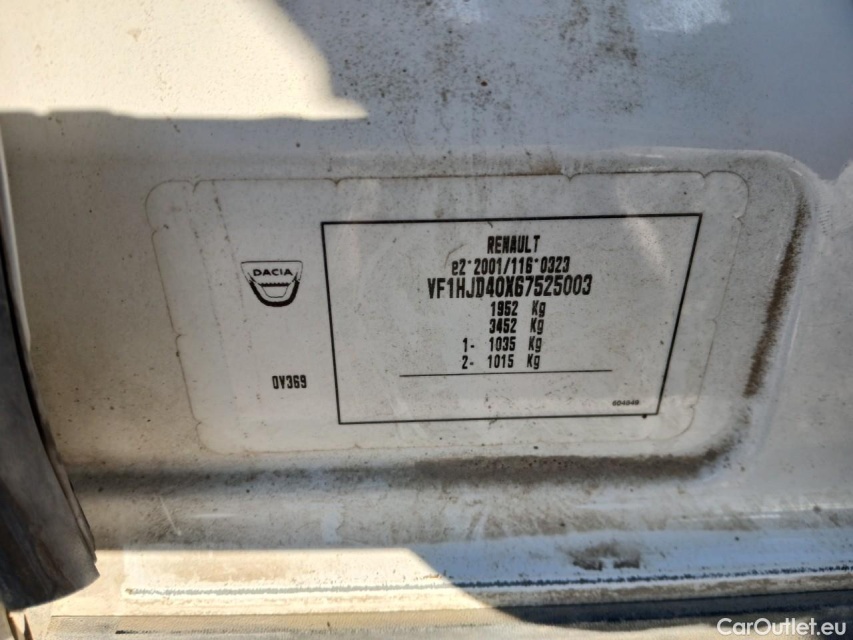 RENAULT
e2*2001/116*0323
VF1HJD40X67525003
1952 Kg
3452 Kg
1- 1035 Kg
2- 1015 Kg
DACIA
0V369
CarOutlet.eu